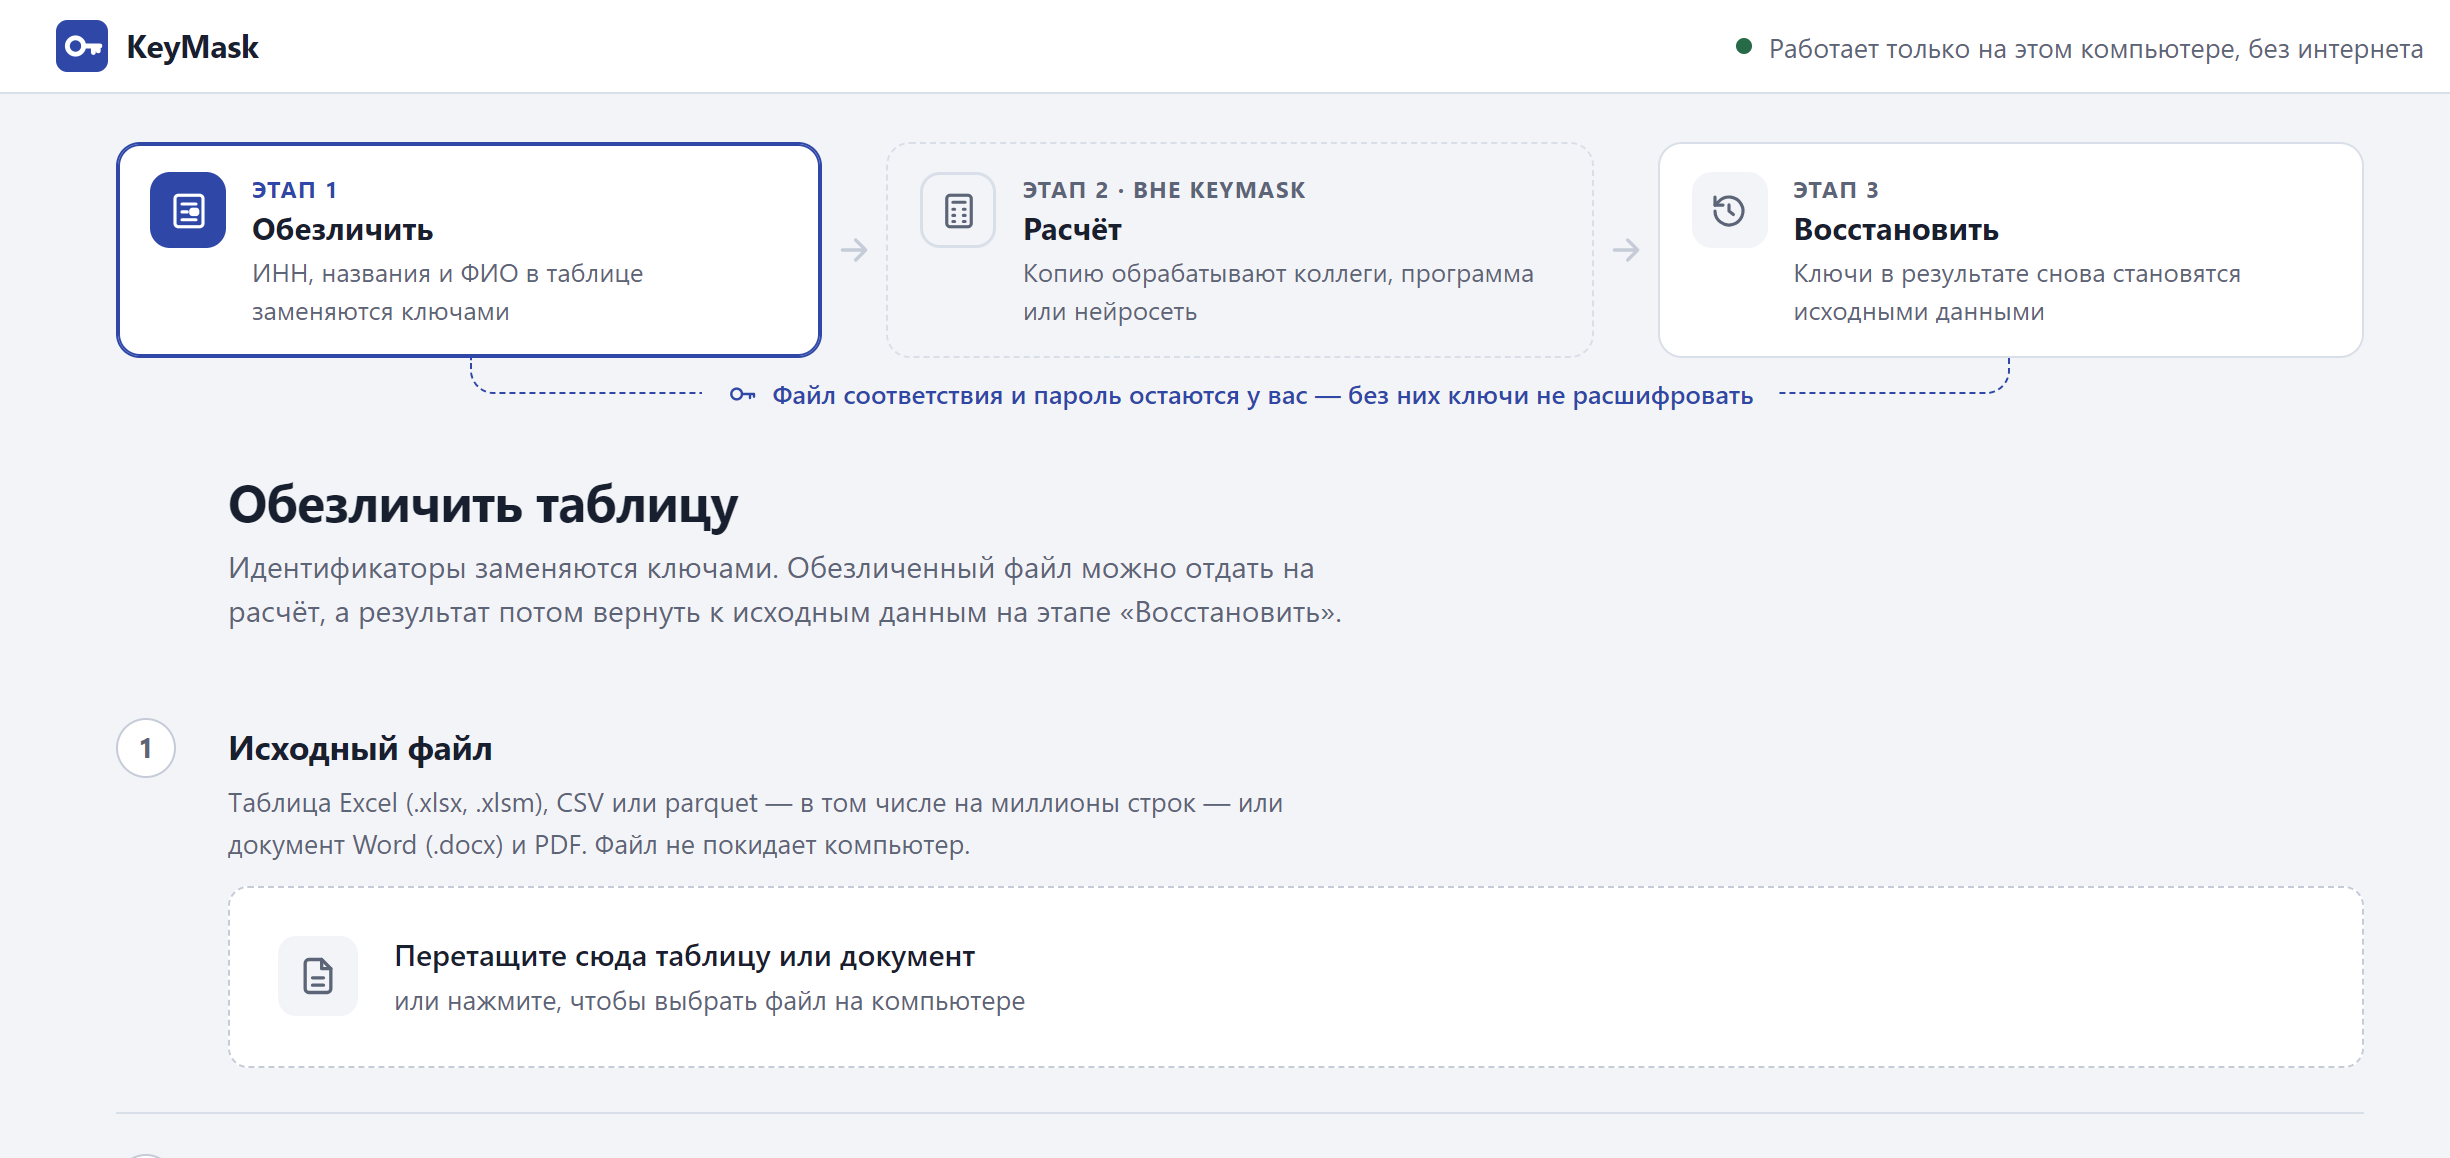 KeyMask
Работает только на этом компьютере, без интернета
ЭТАП 1
Обезличить
ИНН, названия и ФИО в таблице
заменяются ключами
ЭТАП 2 · ВНЕ KEYMASK
Расчёт
Копию обрабатывают коллеги, программа
или нейросеть
ЭТАП 3
Восстановить
Ключи в результате снова становятся
исходными данными
Файл соответствия и пароль остаются у вас — без них ключи не расшифровать
Обезличить таблицу
Идентификаторы заменяются ключами. Обезличенный файл можно отдать на
расчёт, а результат потом вернуть к исходным данным на этапе «Восстановить».
1
Исходный файл
Таблица Excel (.xlsx, .xlsm), CSV или parquet — в том числе на миллионы строк — или
документ Word (.docx) и PDF. Файл не покидает компьютер.
Перетащите сюда таблицу или документ
или нажмите, чтобы выбрать файл на компьютере